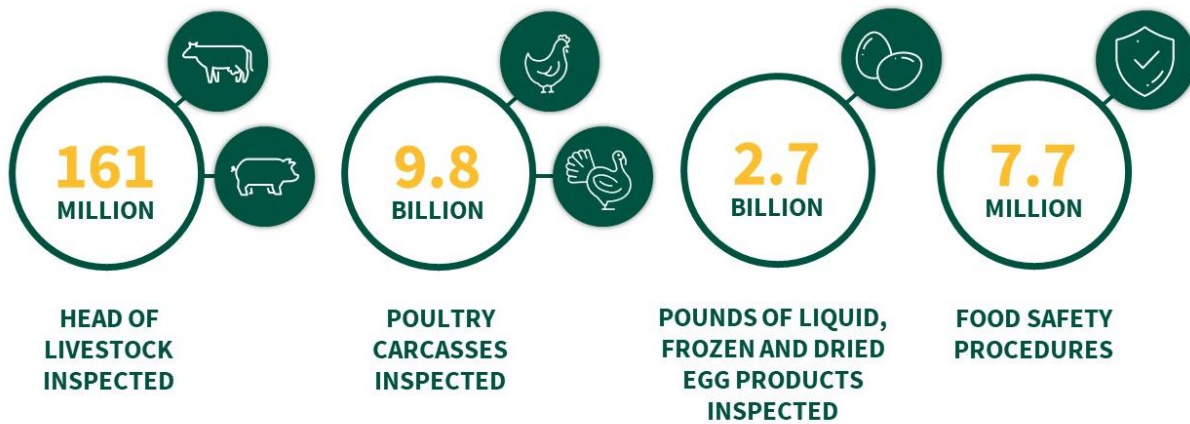 161
MILLION
HEAD OF
LIVESTOCK
INSPECTED
9.8
BILLION
POULTRY
CARCASSES
INSPECTED
2.7
BILLION
POUNDS OF LIQUID,
FROZEN AND DRIED
EGG PRODUCTS
INSPECTED
7.7
MILLION
FOOD SAFETY
PROCEDURES